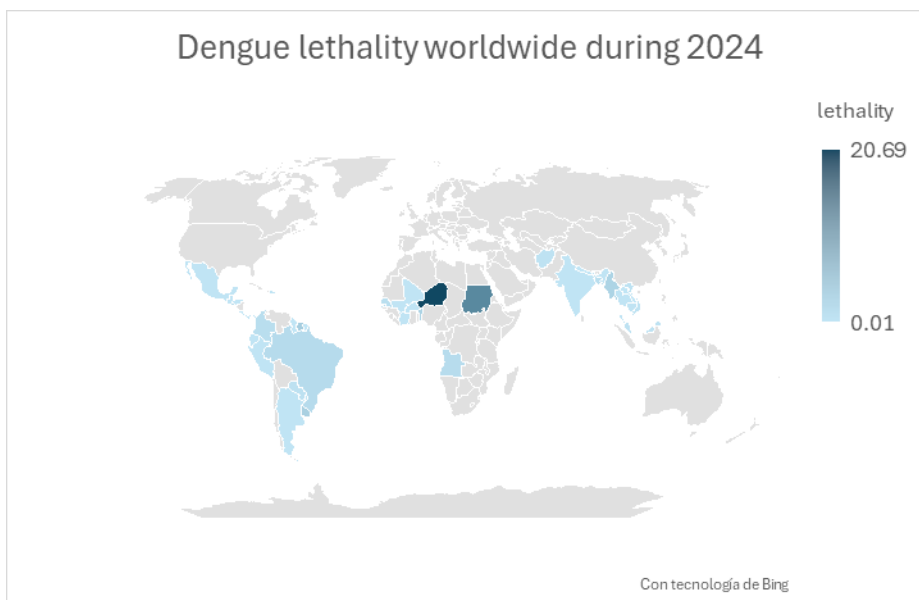 Dengue lethality worldwide during 2024
lethality
20.69
0.01
Con tecnología de Bing